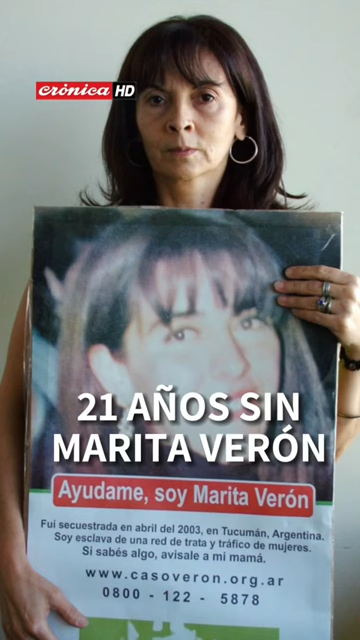 crónica HD
21 AÑOS SIN
MARITA VERÓN
Ayudame, soy Marita Verón
Fui secuestrada en abril del 2003, en Tucumán, Argentina.
Soy esclava de una red de trata y tráfico de mujeres.
Si sabés algo, avisale a mi mamá.
www.casoveron.org.ar
0800 - 122 - 5878